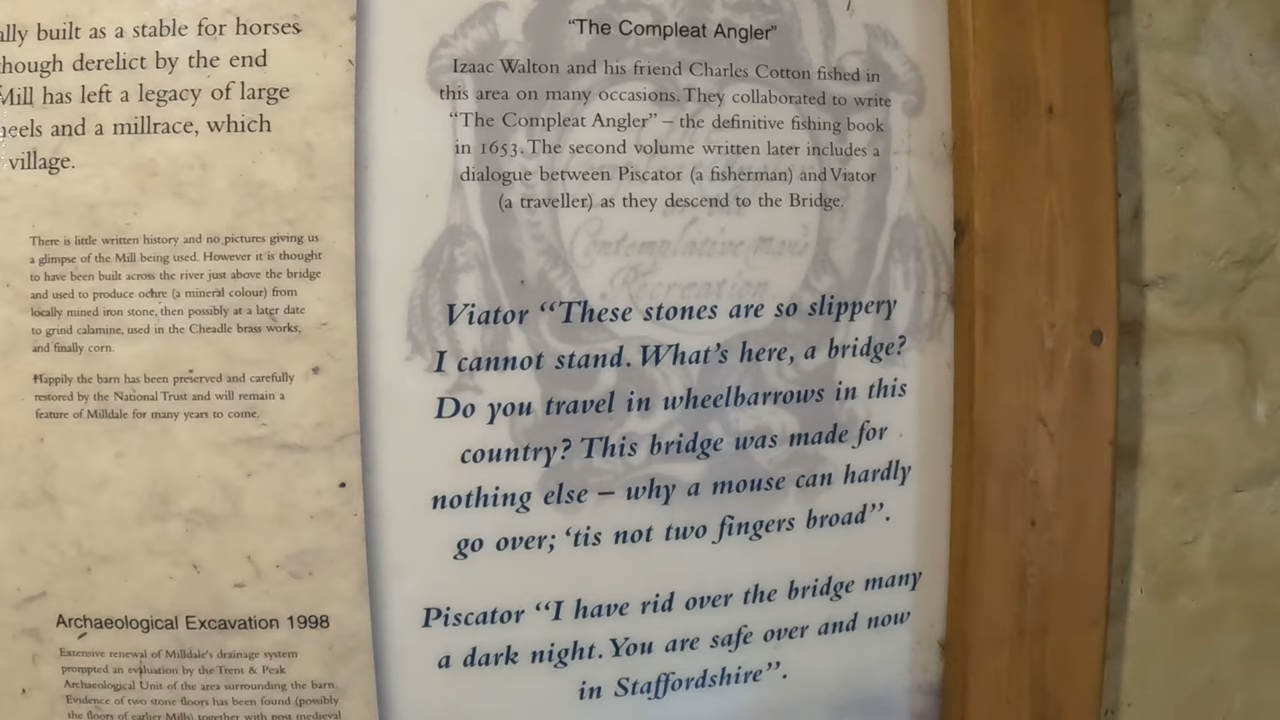 ally built as a stable for horses
hough derelict by the end
Mill has left a legacy of large
heels and a millrace, which
village.
There is little written history and no pictures giving us
a glimpse of the Mill being used. However it is thought
to have been built across the river just above the bridge
and used to produce ochre (a mineral colour) from
locally mined iron stone, then possibly at a later date
to grind calamine, used in the Cheadle brass works,
and finally corn.
Happily the barn has been preserved and carefully
restored by the National Trust and will remain a
feature of Milldale for many years to come.
Archaeological Excavation 1998
Extensive renewal of Milldale's drainage system
prompted an evaluation by the Trent & Peak
Archaeological Unit of the area surrounding the barn.
Evidence of two stone floors has been found (possibly
the floors of earlier Mills) together with post medieval
“The Compleat Angler”
Izaac Walton and his friend Charles Cotton fished in
this area on many occasions. They collaborated to write
“The Compleat Angler” – the definitive fishing book
in 1653. The second volume written later includes a
dialogue between Piscator (a fisherman) and Viator
(a traveller) as they descend to the Bridge.
Contemplative man's
Recreation
Viator “These stones are so slippery
I cannot stand. What's here, a bridge?
Do you travel in wheelbarrows in this
country? This bridge was made for
nothing else – why a mouse can hardly
go over; ‘tis not two fingers broad”.
Piscator “I have rid over the bridge many
a dark night. You are safe over and now
in Staffordshire”.